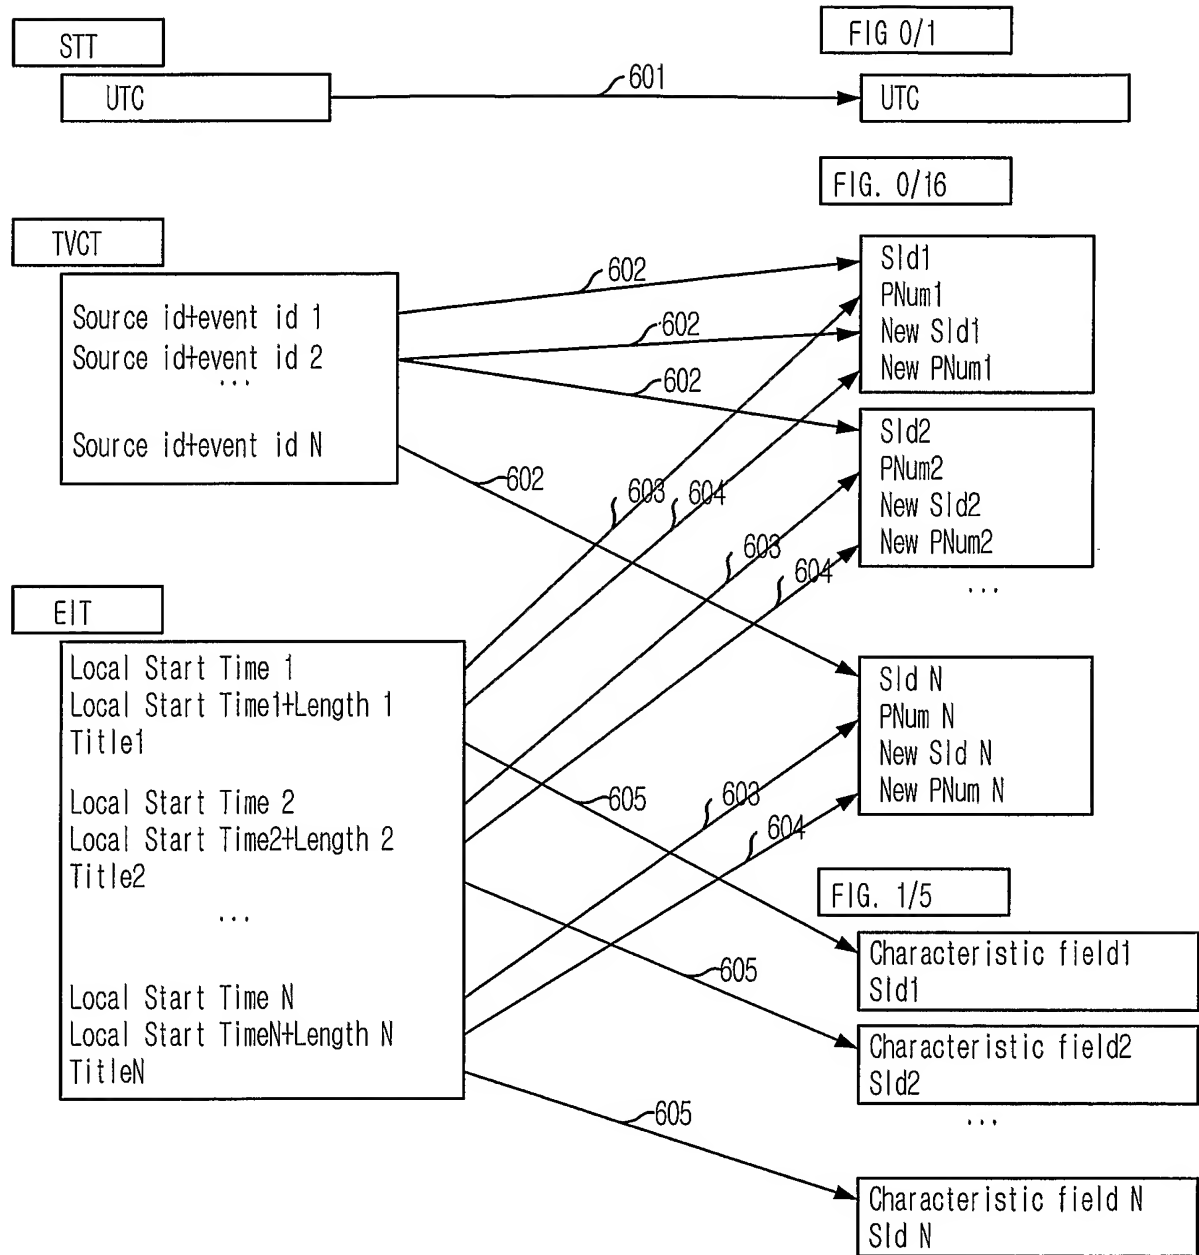 STT
FIG 0/1
UTC
601
UTC
FIG. 0/16
TVCT
Source id+event id 1
Source id+event id 2
...
Source id+event id N
602
602
602
602
SId1
PNum1
New SId1
New PNum1
SId2
PNum2
New SId2
New PNum2
...
603
604
603
604
EIT
Local Start Time 1
Local Start Time1+Length 1
Title1
Local Start Time 2
Local Start Time2+Length 2
Title2
...
Local Start Time N
Local Start TimeN+Length N
TitleN
SId N
PNum N
New SId N
New PNum N
603
604
605
605
605
FIG. 1/5
Characteristic field1
SId1
Characteristic field2
SId2
...
Characteristic field N
SId N